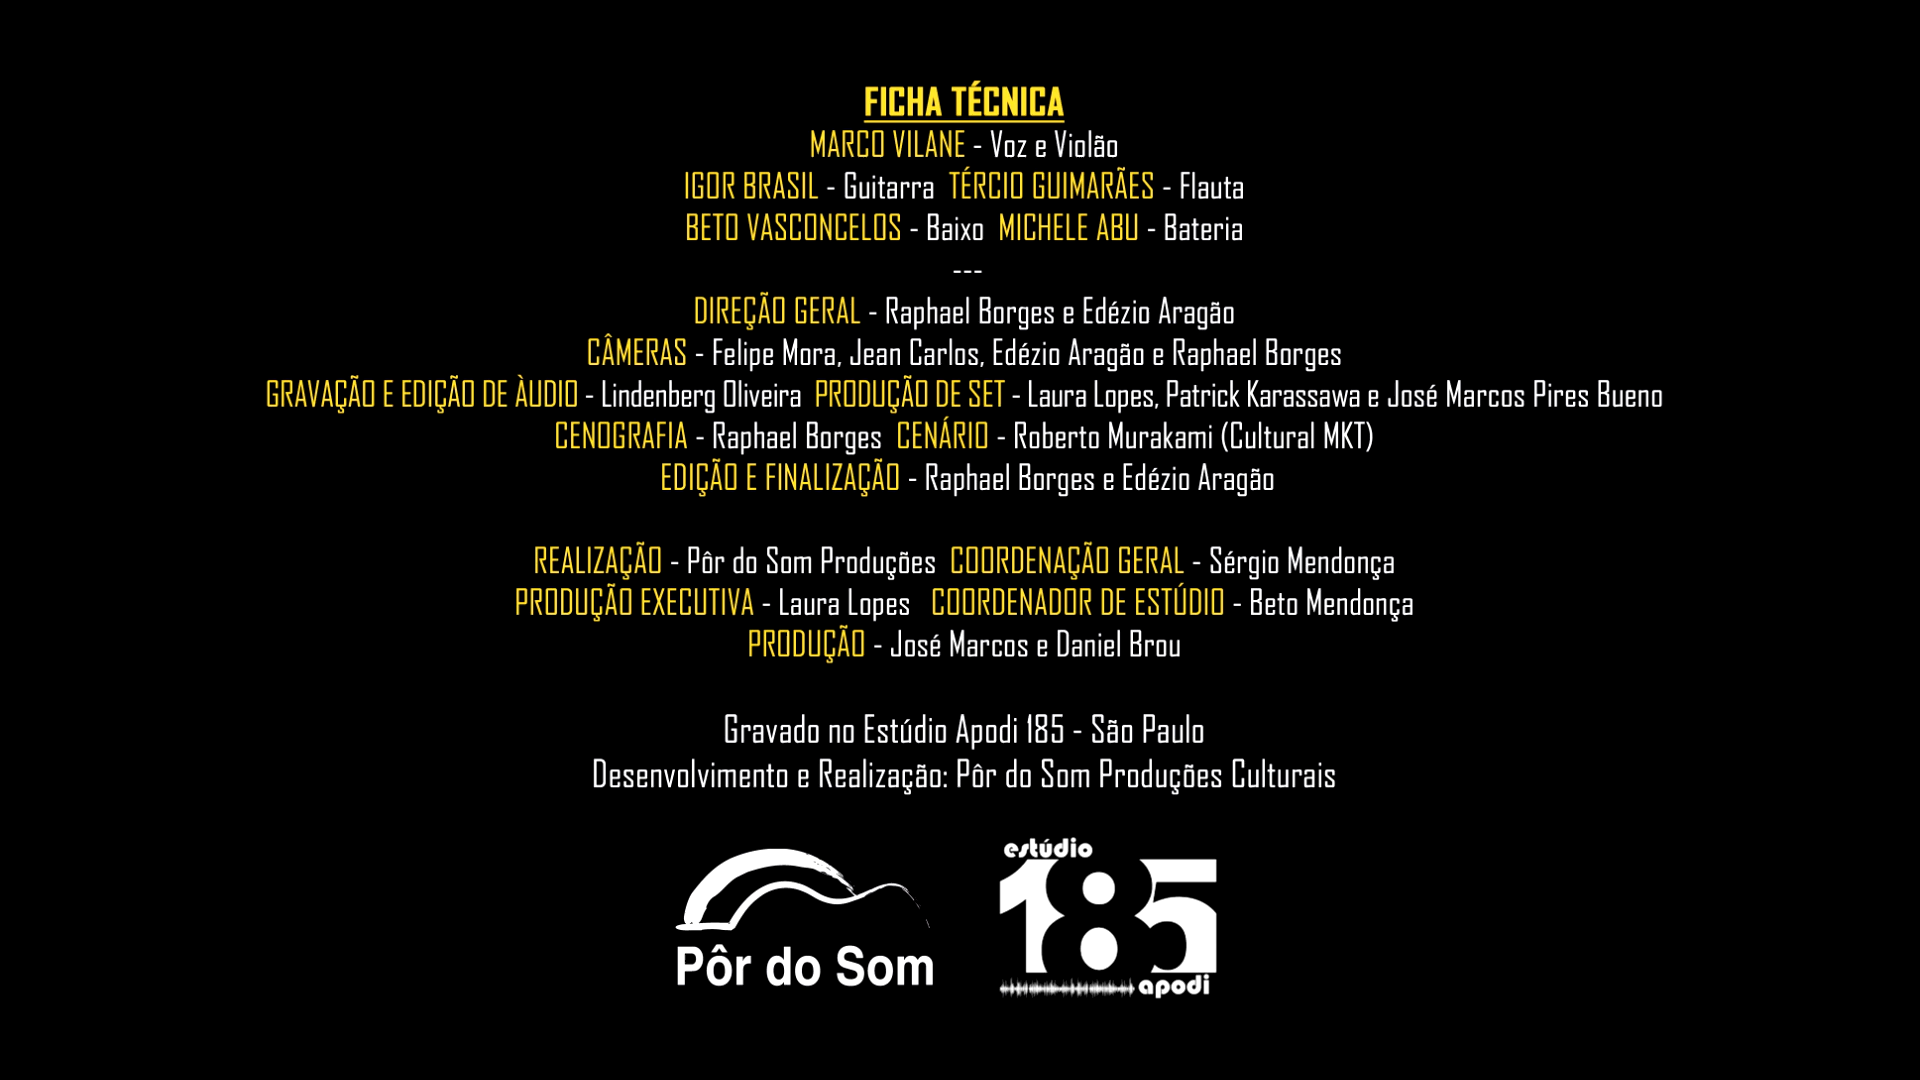 FICHA TÉCNICA
MARCO VILANE - Voz e Violão
IGOR BRASIL - Guitarra TÉRCIO GUIMARÃES - Flauta
BETO VASCONCELOS - Baixo MICHELE ABU - Bateria
---
DIREÇÃO GERAL - Raphael Borges e Edézio Aragão
CÂMERAS - Felipe Mora, Jean Carlos, Edézio Aragão e Raphael Borges
GRAVAÇÃO E EDIÇÃO DE ÀUDIO - Lindenberg Oliveira PRODUÇÃO DE SET - Laura Lopes, Patrick Karassawa e José Marcos Pires Bueno
CENOGRAFIA - Raphael Borges CENÁRIO - Roberto Murakami (Cultural MKT)
EDIÇÃO E FINALIZAÇÃO - Raphael Borges e Edézio Aragão
REALIZAÇÃO - Pôr do Som Produções COORDENAÇÃO GERAL - Sérgio Mendonça
PRODUÇÃO EXECUTIVA - Laura Lopes COORDENADOR DE ESTÚDIO - Beto Mendonça
PRODUÇÃO - José Marcos e Daniel Brou
Gravado no Estúdio Apodi 185 - São Paulo
Desenvolvimento e Realização: Pôr do Som Produções Culturais
Pôr do Som
estúdio
185
apodi